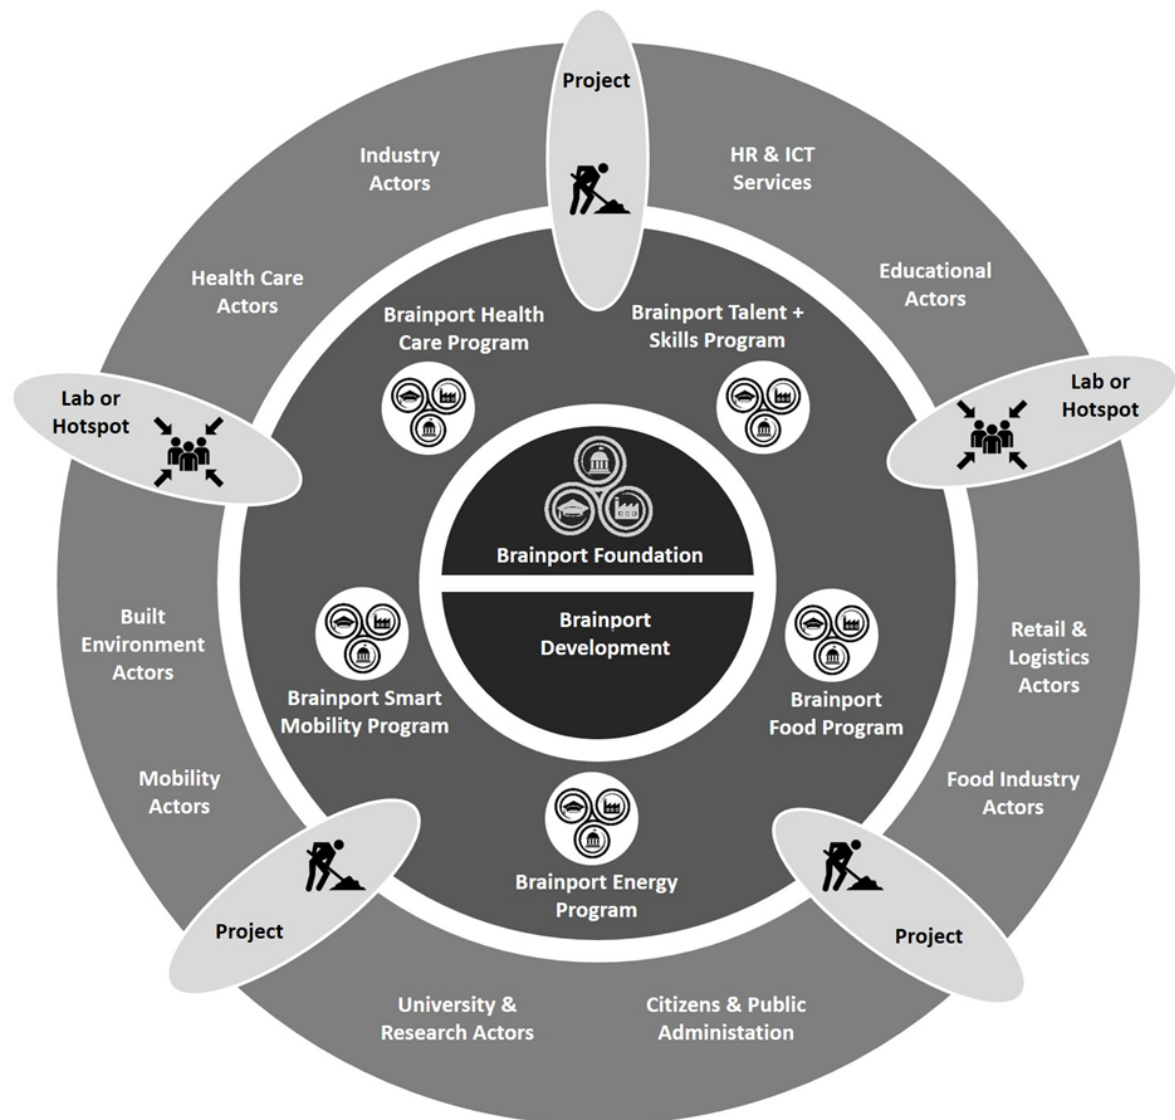 Project
Industry
Actors
HR & ICT
Services
Health Care
Actors
Educational
Actors
Brainport Health
Care Program
Brainport Talent +
Skills Program
Lab or
Hotspot
Lab or
Hotspot
Brainport Foundation
Brainport
Development
Built
Environment
Actors
Retail &
Logistics
Actors
Brainport Smart
Mobility Program
Brainport
Food Program
Mobility
Actors
Food Industry
Actors
Brainport Energy
Program
Project
Project
University &
Research Actors
Citizens & Public
Administation